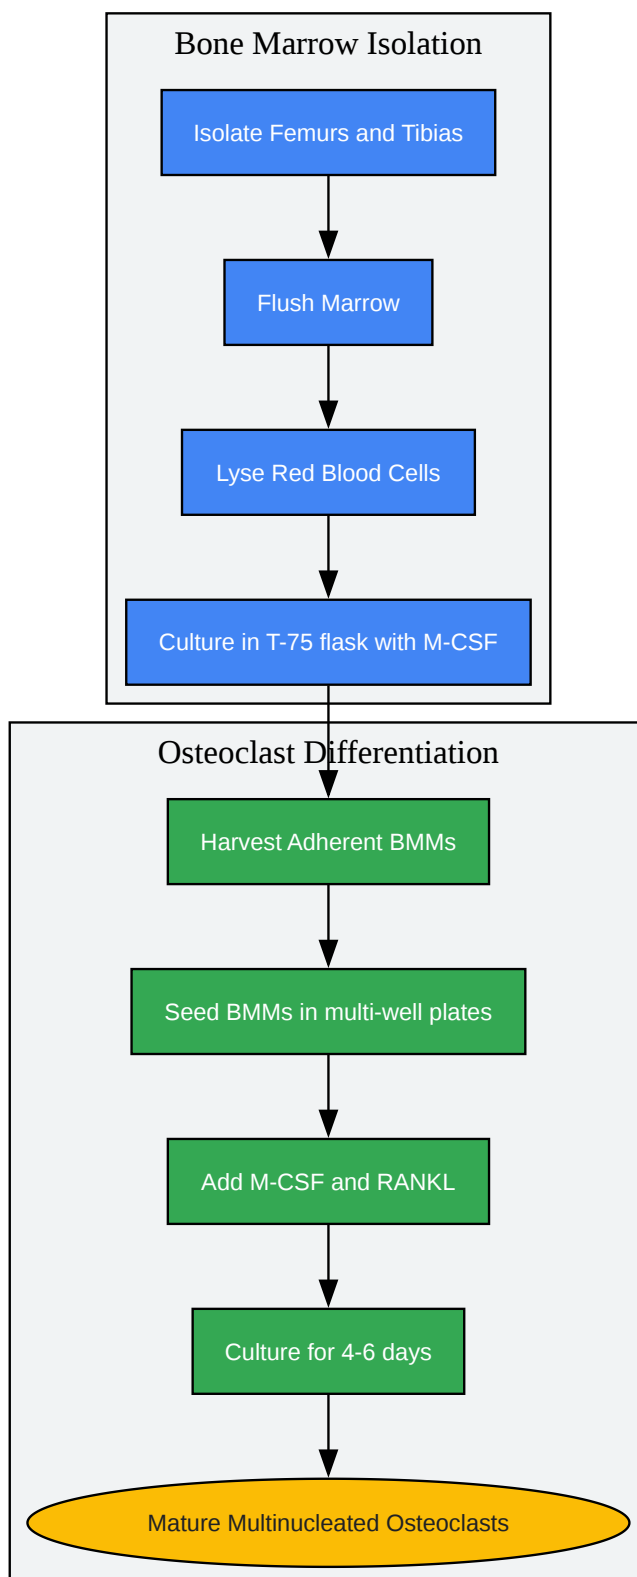 Bone Marrow Isolation
Isolate Femurs and Tibias
Flush Marrow
Lyse Red Blood Cells
Culture in T-75 flask with M-CSF
Osteoclast Differentiation
Harvest Adherent BMMs
Seed BMMs in multi-well plates
Add M-CSF and RANKL
Culture for 4-6 days
Mature Multinucleated Osteoclasts